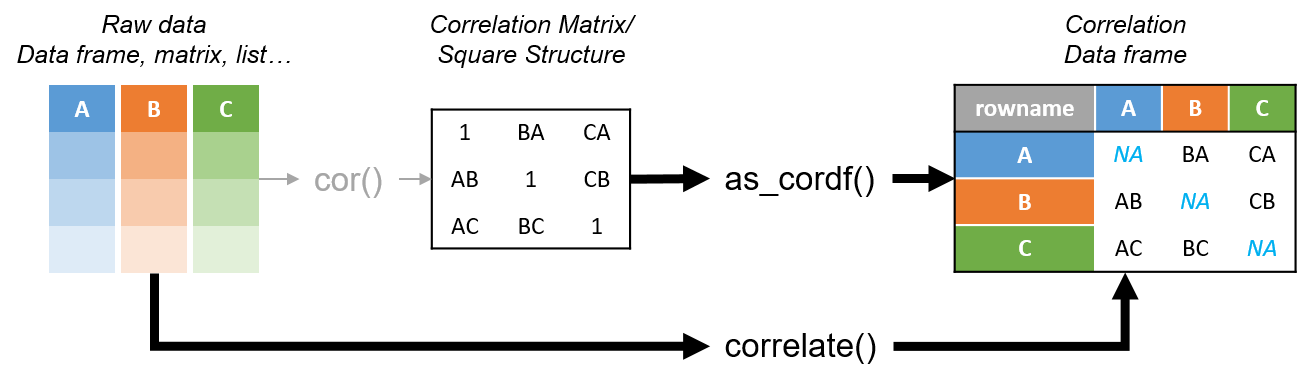 Raw data
Data frame, matrix, list…
Correlation Matrix/
Square Structure
Correlation
Data frame
A B C
cor()
1 BA CA
AB 1 CB
AC BC 1
as_cordf()
rowname A B C
A NA BA CA
B AB NA CB
C AC BC NA
correlate()